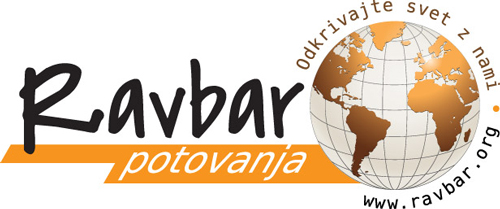 Ravbar
potovanja
Odkrivajte svet z nami.
www.ravbar.org